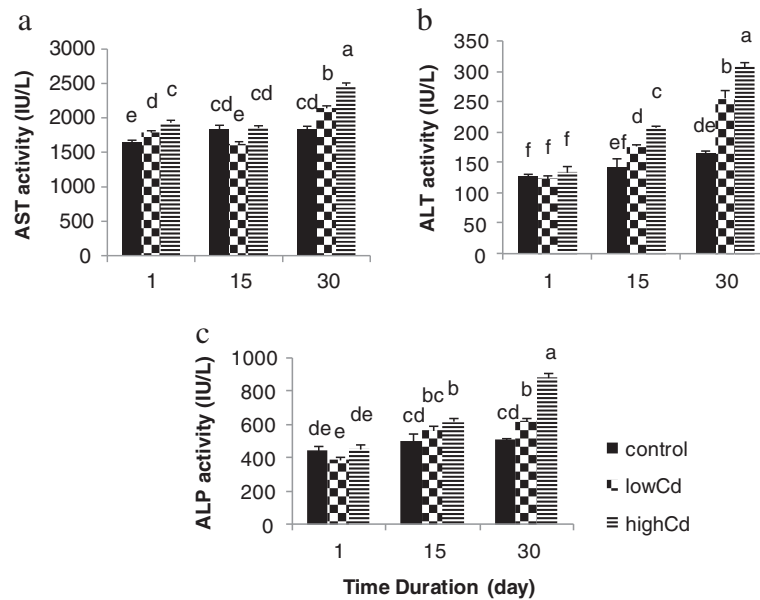 a
AST activity (IU/L)
3000
2500
2000
1500
1000
500
0
e d c
cd e cd
cd b a
1 15 30
b
ALT activity (IU/L)
350
300
250
200
150
100
50
0
f f f
ef d c
de b a
1 15 30
c
ALP activity (IU/L)
1000
800
600
400
200
0
de e de
cd bc b
cd b a
1 15 30
Time Duration (day)
control
lowCd
highCd